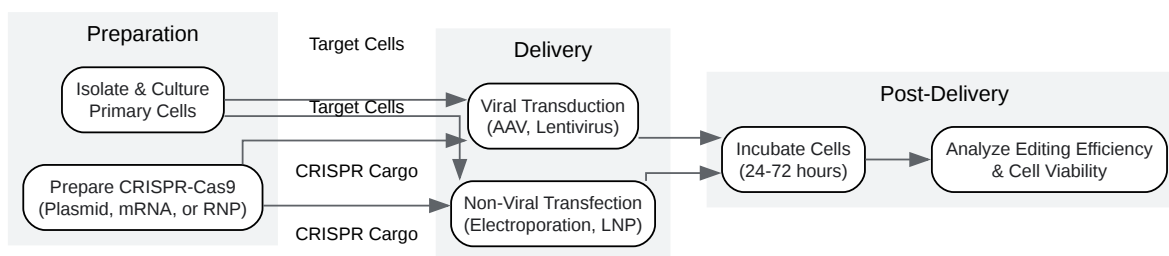 Preparation
Isolate & Culture
Primary Cells
Prepare CRISPR-Cas9
(Plasmid, mRNA, or RNP)
Target Cells
Target Cells
CRISPR Cargo
CRISPR Cargo
Delivery
Viral Transduction
(AAV, Lentivirus)
Non-Viral Transfection
(Electroporation, LNP)
Post-Delivery
Incubate Cells
(24-72 hours)
Analyze Editing Efficiency
& Cell Viability